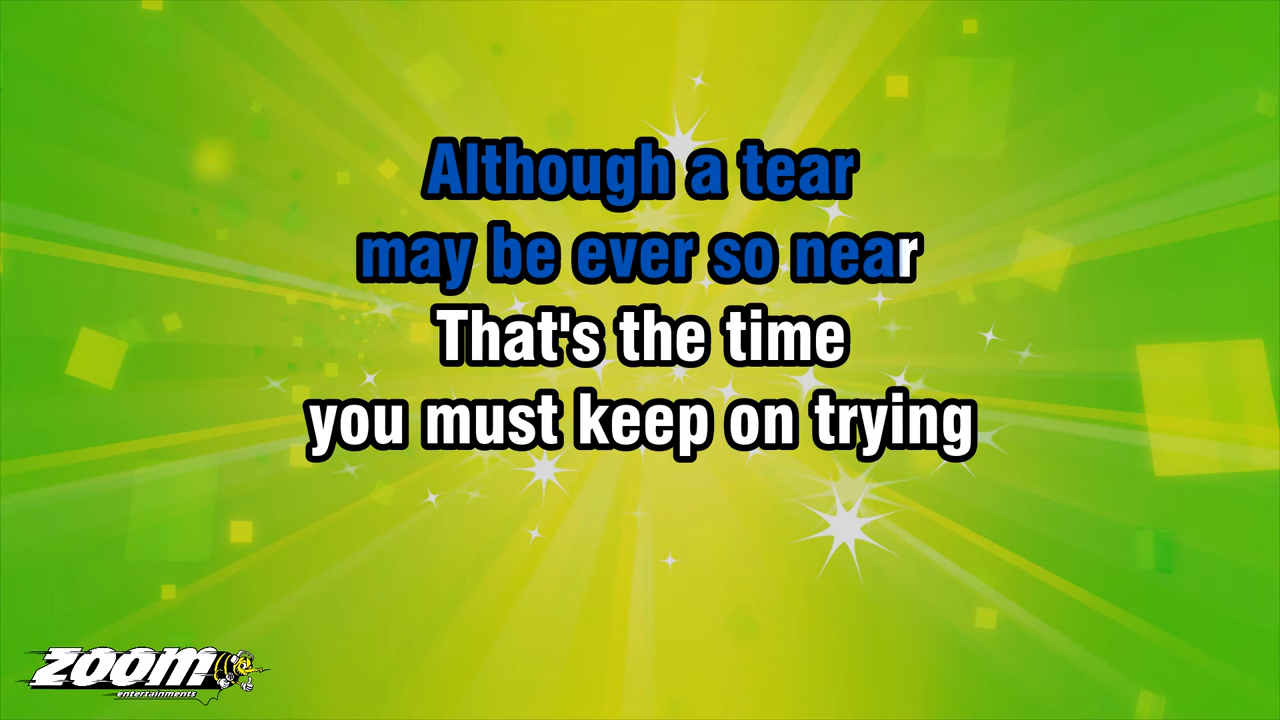 Although a tear
may be ever so near
That's the time
you must keep on trying
ZOOM
entertainments